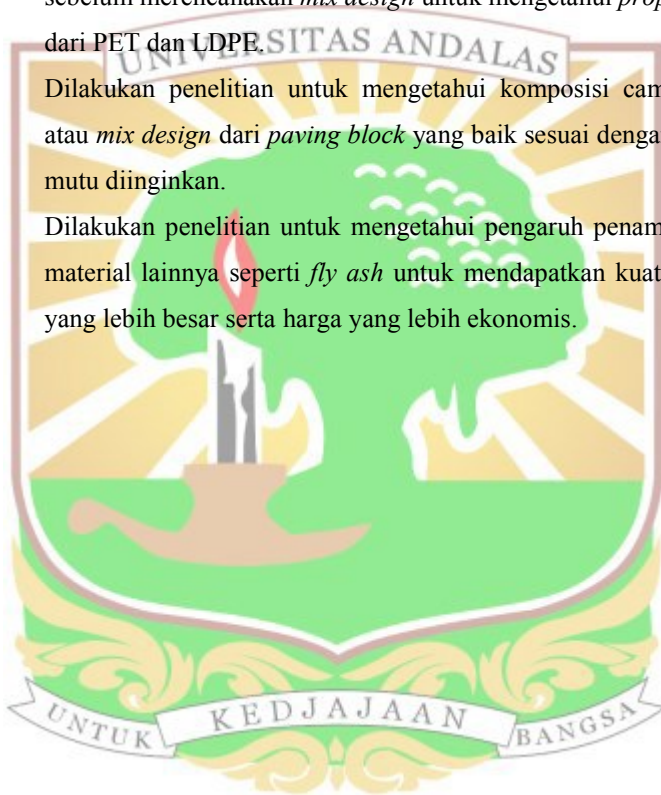 sebelum merencanakan mix design untuk mengetahui prop
dari PET dan LDPE.
UNIVERSITAS ANDALAS
Dilakukan penelitian untuk mengetahui komposisi cam
atau mix design dari paving block yang baik sesuai denga
mutu diinginkan.
Dilakukan penelitian untuk mengetahui pengaruh penam
material lainnya seperti fly ash untuk mendapatkan kuat
yang lebih besar serta harga yang lebih ekonomis.
UNTUK KEDJAJAAN BANGSA